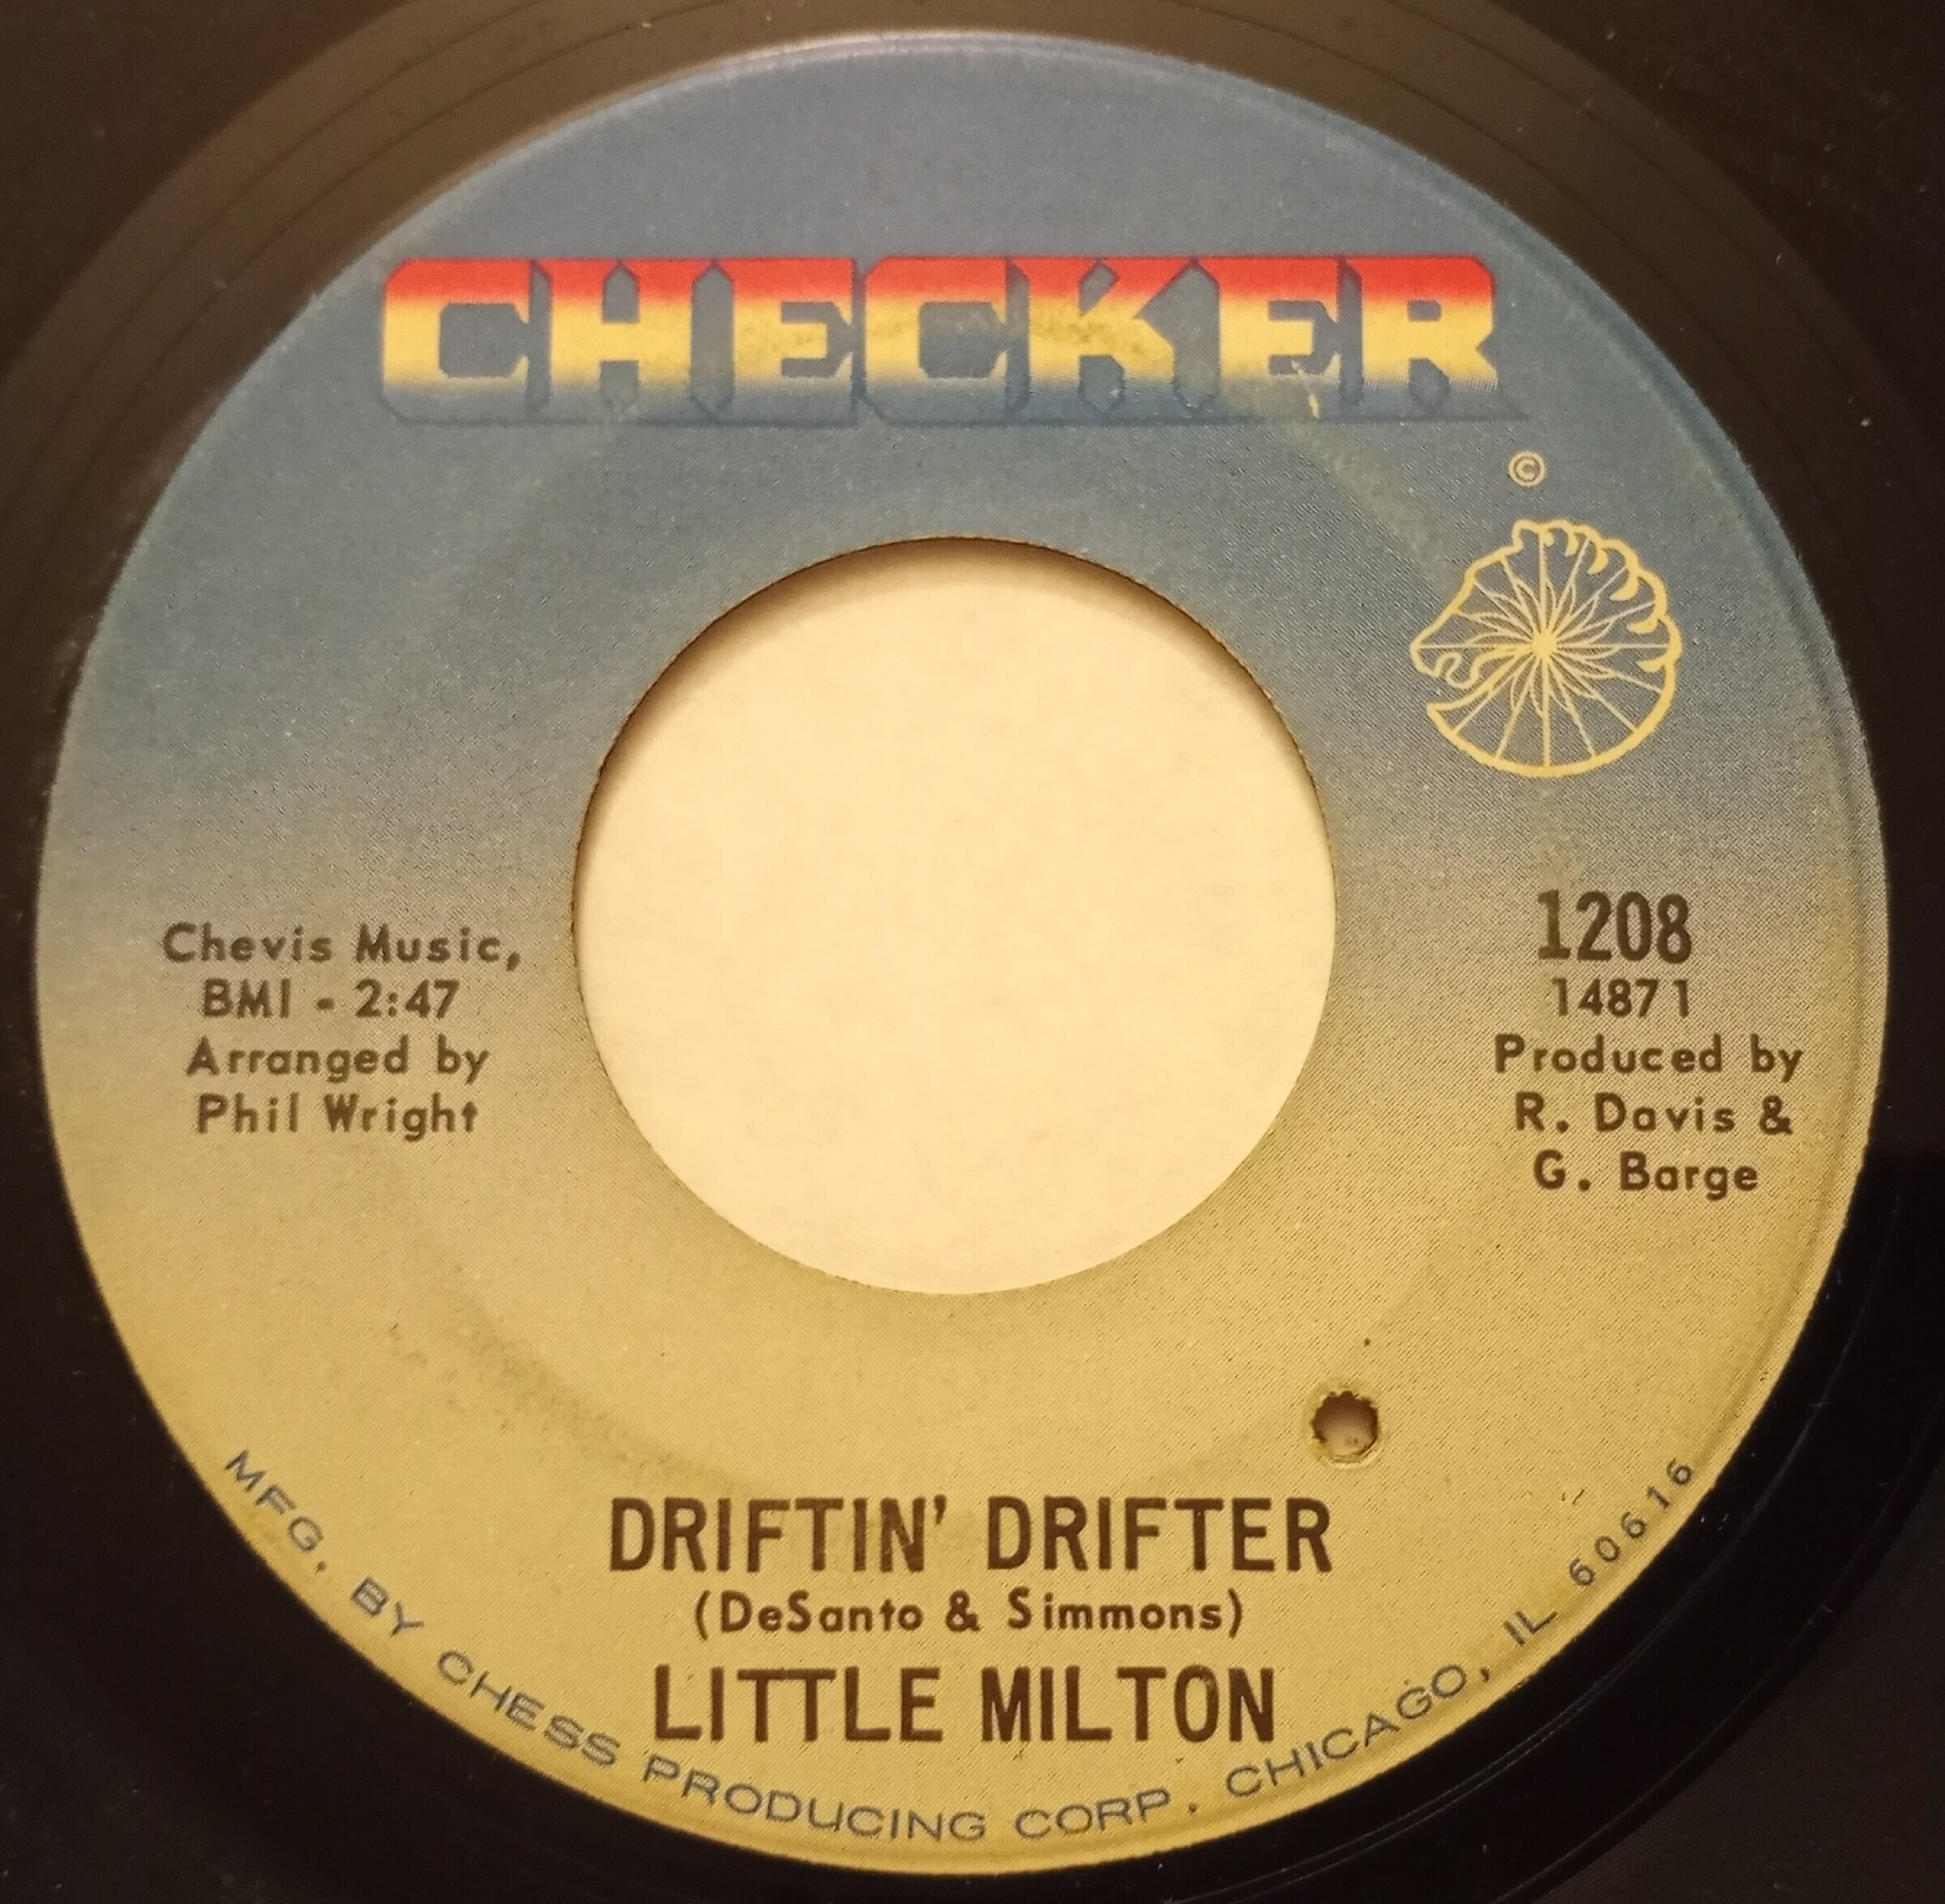 CHECKER
©
Chevis Music,
BMI - 2:47
Arranged by
Phil Wright
1208
14871
Produced by
R. Davis &
G. Barge
DRIFTIN' DRIFTER
(DeSanto & Simmons)
LITTLE MILTON
MFG. BY CHESS PRODUCING CORP. CHICAGO, IL 60616